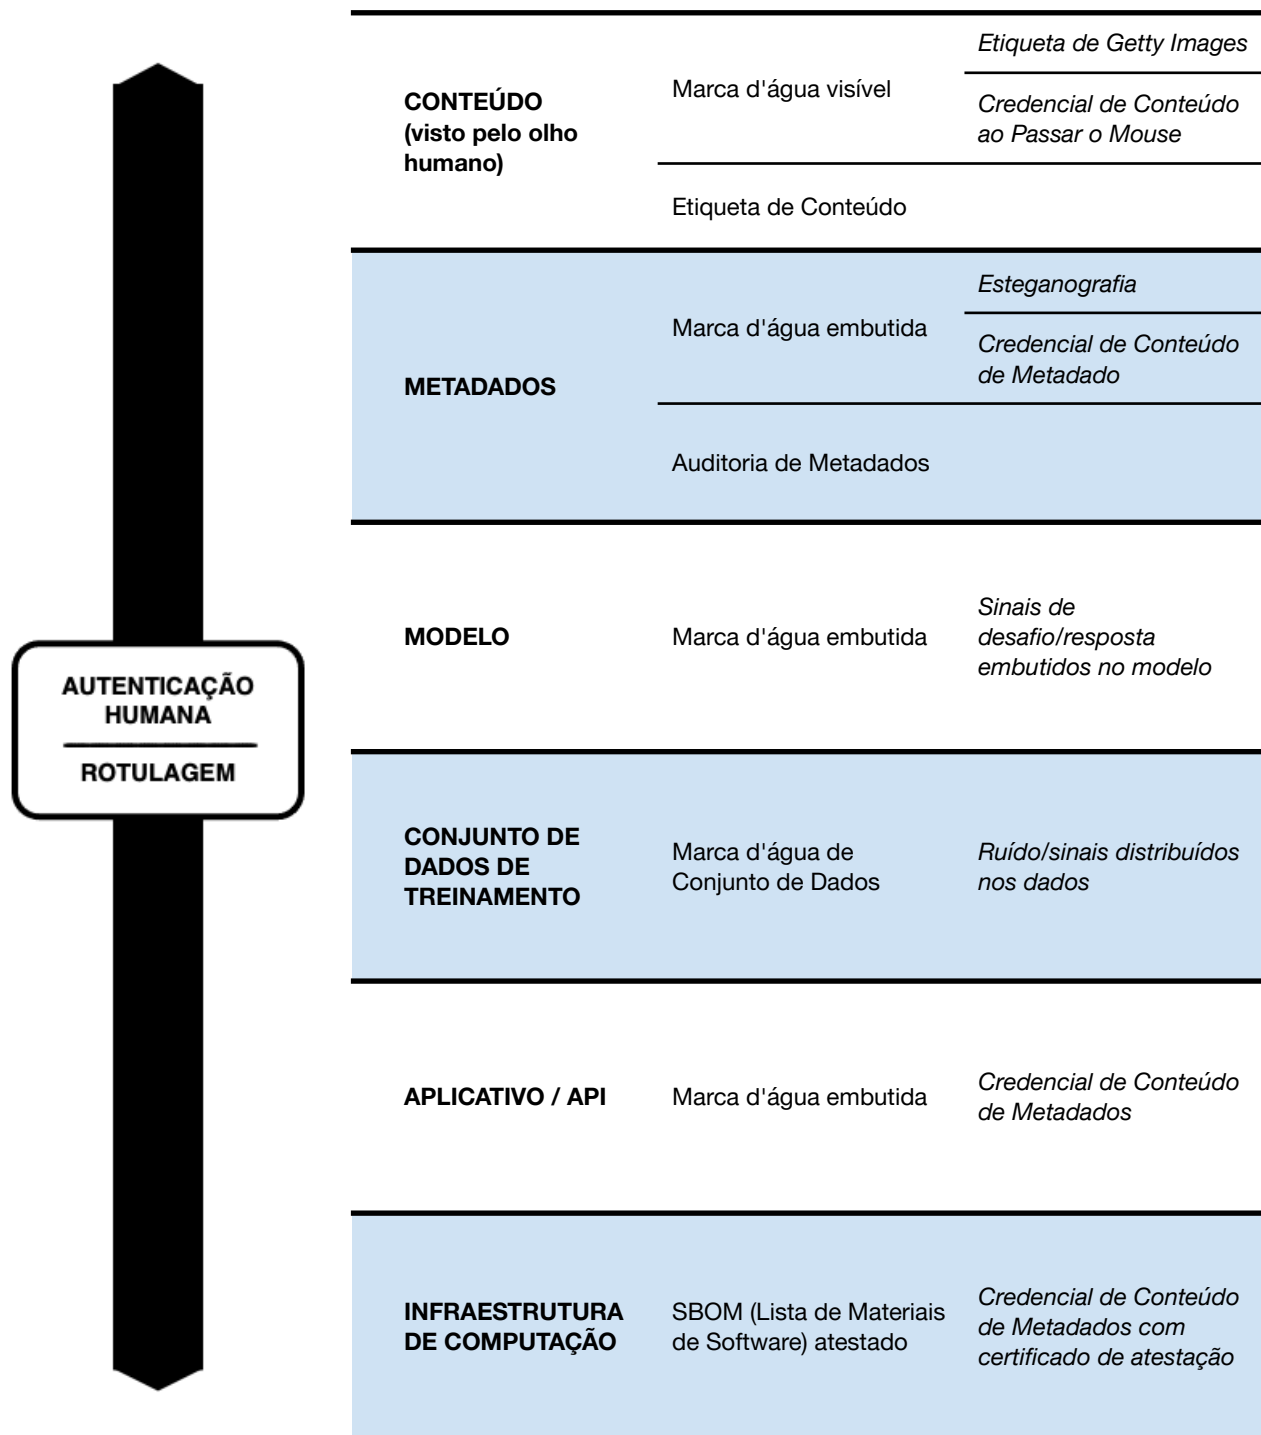 CONTEÚDO
(visto pelo olho
humano)
Marca d'água visível
Etiqueta de Getty Images
Credencial de Conteúdo
ao Passar o Mouse
Etiqueta de Conteúdo
METADADOS
Marca d'água embutida
Esteganografia
Credencial de Conteúdo
de Metadado
Auditoria de Metadados
AUTENTICAÇÃO
HUMANA
ROTULAGEM
MODELO
Marca d'água embutida
Sinais de
desafio/resposta
embutidos no modelo
CONJUNTO DE
DADOS DE
TREINAMENTO
Marca d'água de
Conjunto de Dados
Ruído/sinais distribuídos
nos dados
APLICATIVO / API
Marca d'água embutida
Credencial de Conteúdo
de Metadados
INFRAESTRUTURA
DE COMPUTAÇÃO
SBOM (Lista de Materiais
de Software) atestado
Credencial de Conteúdo
de Metadados com
certificado de atestação